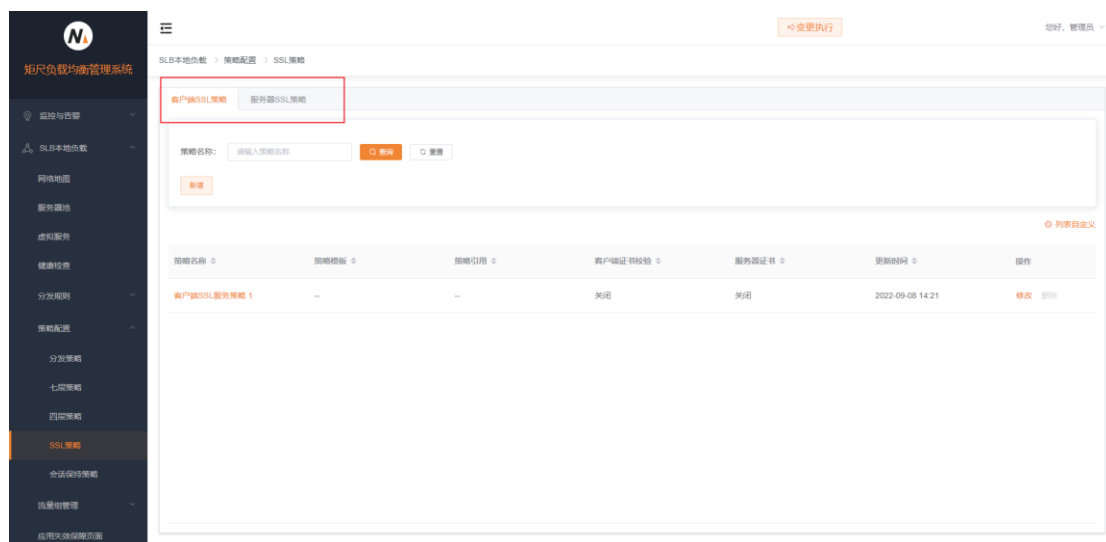 变更执行
您好，管理员
矩尺负载均衡管理系统
SLB本地负载 > 策略配置 > SSL策略
客户端SSL策略 服务器SSL策略
监控与告警
SLB本地负载
网络地图
服务器池
虚拟服务
健康检查
分发规则
策略配置
分发策略
七层策略
四层策略
SSL策略
会话保持策略
流量组管理
应用失效保障页面
策略名称： 请输入策略名称 查询 重置
新增
列表自定义
策略名称 策略模板 策略引用 客户端证书校验 服务器证书 更新时间 操作
客户端SSL服务策略 1 -- -- 关闭 关闭 2022-09-08 14:21 修改 删除